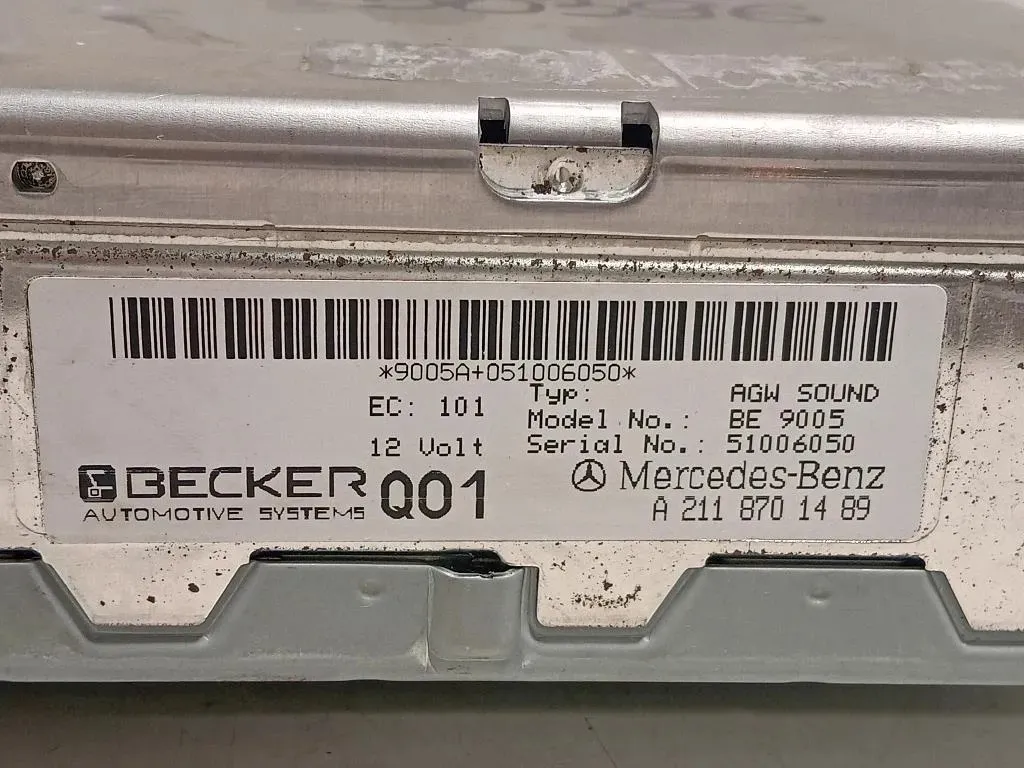 *9005A+051006050*
EC: 101
Typ: AGW SOUND
Model No.: BE 9005
12 Volt
Serial No.: 51006050
BECKER
AUTOMOTIVE SYSTEMS
Q01
Mercedes-Benz
A 211 870 14 89